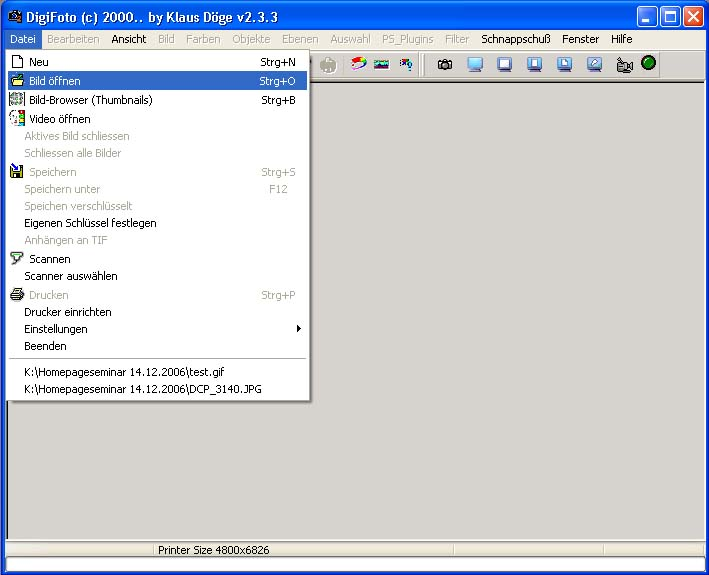 DigiFoto (c) 2000.. by Klaus Döge v2.3.3
Datei Bearbeiten Ansicht Bild Farben Objekte Ebenen Auswahl PS_Plugins Filter Schnappschuß Fenster Hilfe
Neu Strg+N
Bild öffnen Strg+O
Bild-Browser (Thumbnails) Strg+B
Video öffnen
Aktives Bild schliessen
Schliessen alle Bilder
Speichern Strg+S
Speichern unter F12
Speichen verschlüsselt
Eigenen Schlüssel festlegen
Anhängen an TIF
Scannen
Scanner auswählen
Drucken Strg+P
Drucker einrichten
Einstellungen
Beenden
K:\Homepageseminar 14.12.2006\test.gif
K:\Homepageseminar 14.12.2006\DCP_3140.JPG
Printer Size 4800x6826